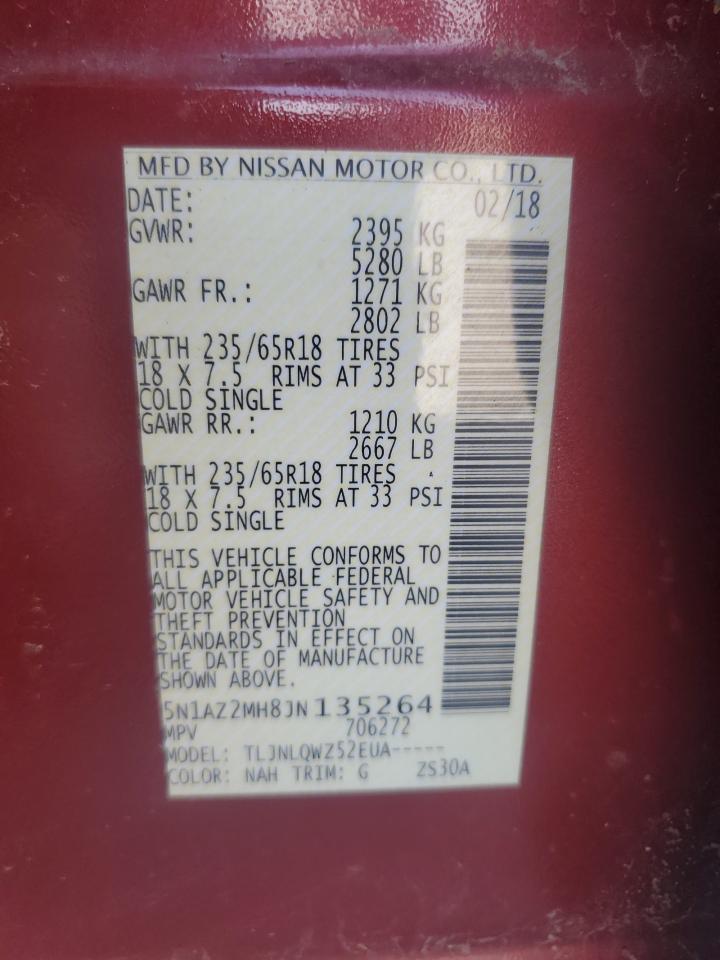 MFD BY NISSAN MOTOR CO., LTD.
DATE: 02/18
GVWR: 2395 KG
5280 LB
GAWR FR.: 1271 KG
2802 LB
WITH 235/65R18 TIRES
18 X 7.5 RIMS AT 33 PSI
COLD SINGLE
GAWR RR.: 1210 KG
2667 LB
WITH 235/65R18 TIRES
18 X 7.5 RIMS AT 33 PSI
COLD SINGLE
THIS VEHICLE CONFORMS TO
ALL APPLICABLE FEDERAL
MOTOR VEHICLE SAFETY AND
THEFT PREVENTION
STANDARDS IN EFFECT ON
THE DATE OF MANUFACTURE
SHOWN ABOVE.
5N1AZ2MH8JN135264
MPV 706272
MODEL: TLJNLQWZ52EUA-----
COLOR: NAH TRIM: G ZS30A